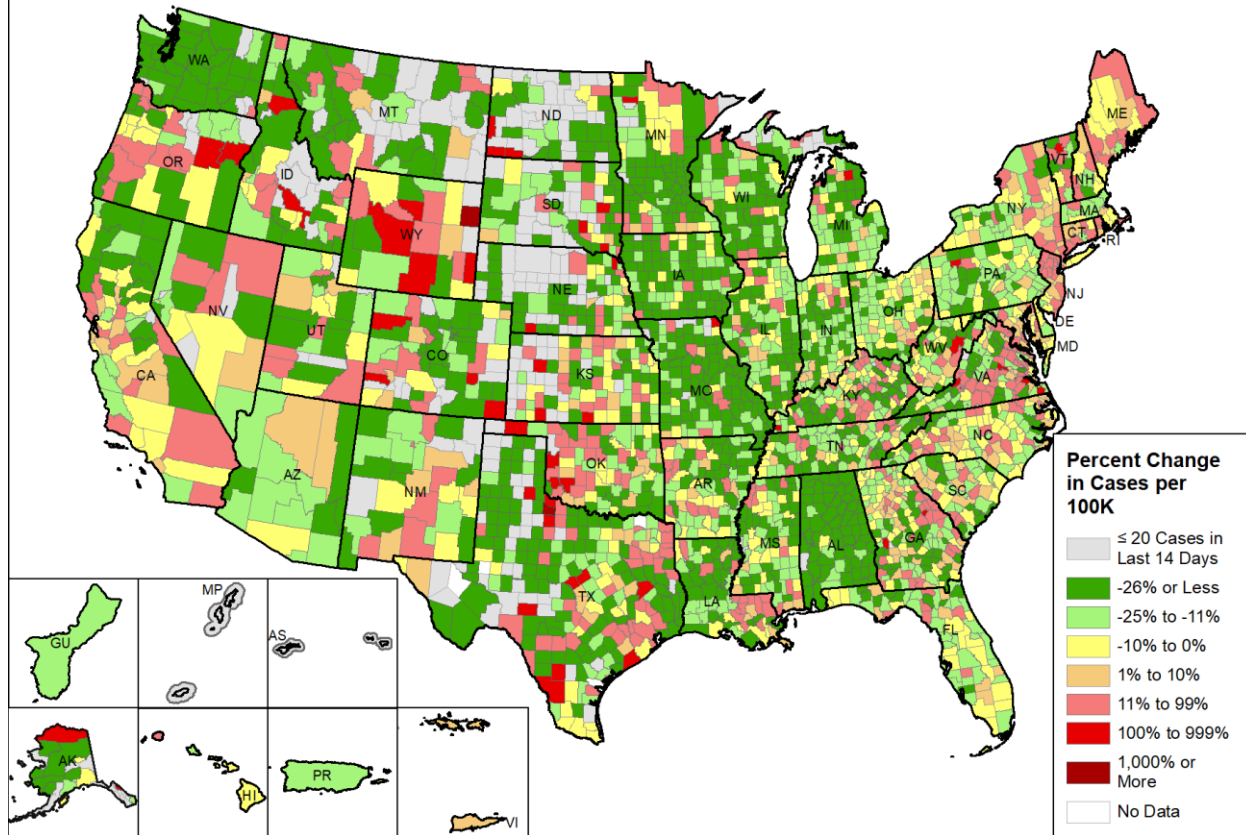 WA
MT
ND
MN
ME
OR
ID
SD
WI
VT
NH
NY
MA
CT
RI
WY
MI
IA
NE
PA
NJ
NV
UT
CO
IL
IN
OH
DE
MD
WV
VA
CA
KS
MO
KY
AZ
NM
OK
AR
TN
NC
SC
MS
AL
GA
TX
LA
FL
GU
MP
AS
AK
HI
PR
VI
Percent Change
in Cases per
100K
≤ 20 Cases in
Last 14 Days
-26% or Less
-25% to -11%
-10% to 0%
1% to 10%
11% to 99%
100% to 999%
1,000% or
More
No Data